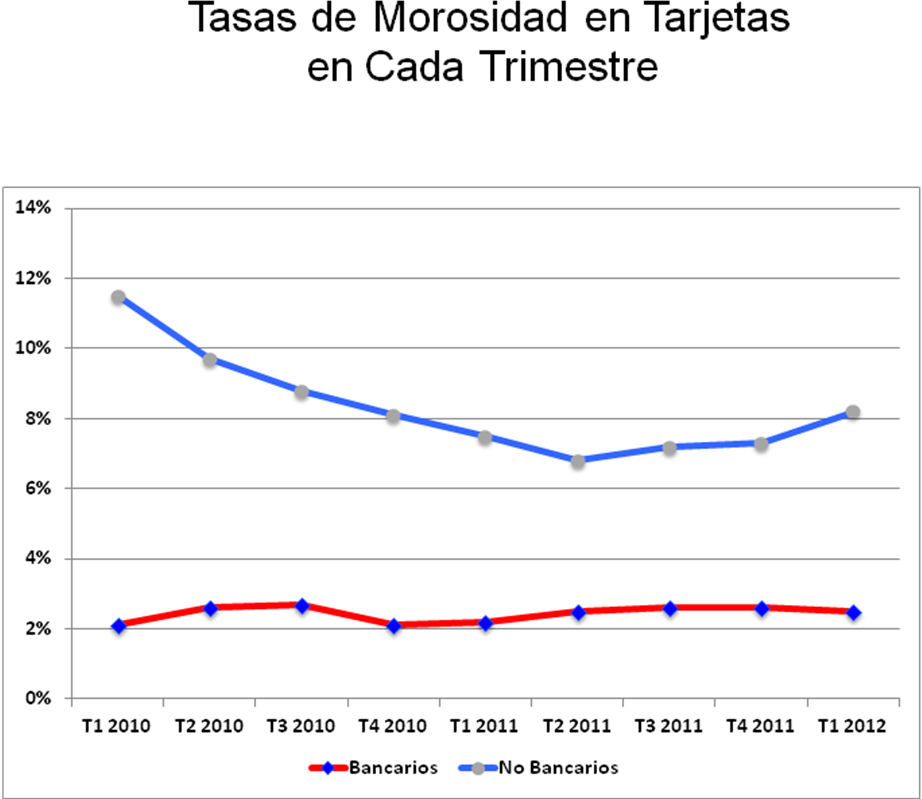 Tasas de Morosidad en Tarjetas
en Cada Trimestre
14%
12%
10%
8%
6%
4%
2%
0%
T1 2010 T2 2010 T3 2010 T4 2010 T1 2011 T2 2011 T3 2011 T4 2011 T1 2012
Bancarios No Bancarios